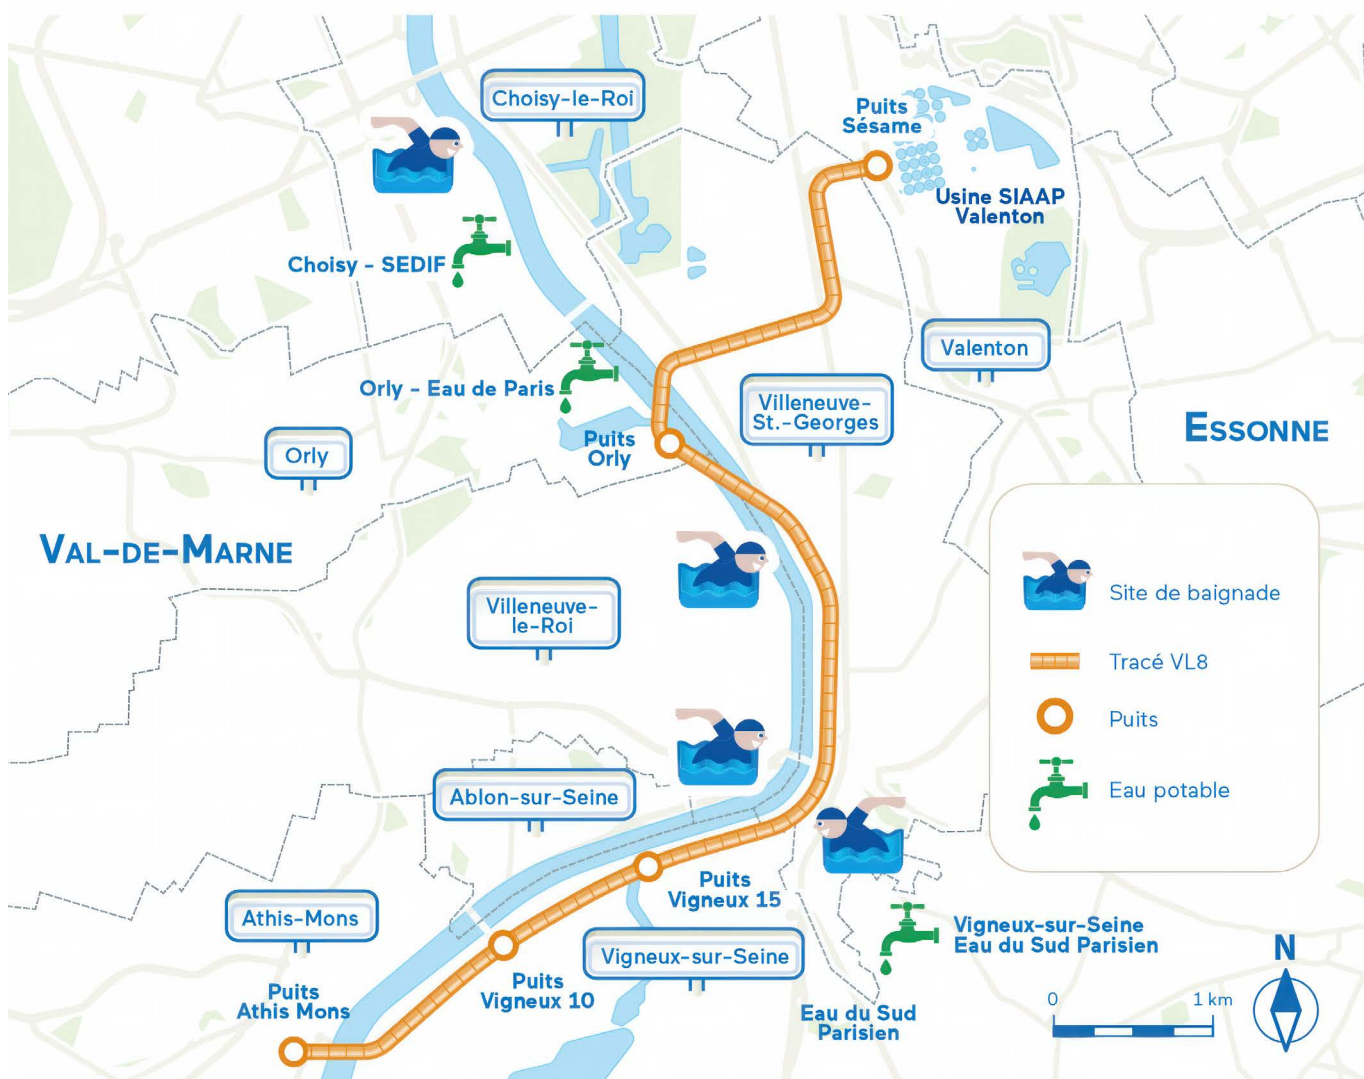 Choisy-le-Roi
Puits
Sésame
Usine SIAAP
Valenton
Choisy - SEDIF
Valenton
Orly - Eau de Paris
Villeneuve-
St.-Georges
ESSONNE
Puits
Orly
Orly
VAL-DE-MARNE
Villeneuve-
le-Roi
Site de baignade
Tracé VL8
Puits
Eau potable
Ablon-sur-Seine
Puits
Vigneux 15
Athis-Mons
Vigneux-sur-Seine
Eau du Sud Parisien
Vigneux-sur-Seine
Puits
Vigneux 10
Puits
Athis Mons
Eau du Sud
Parisien
N
0 1 km